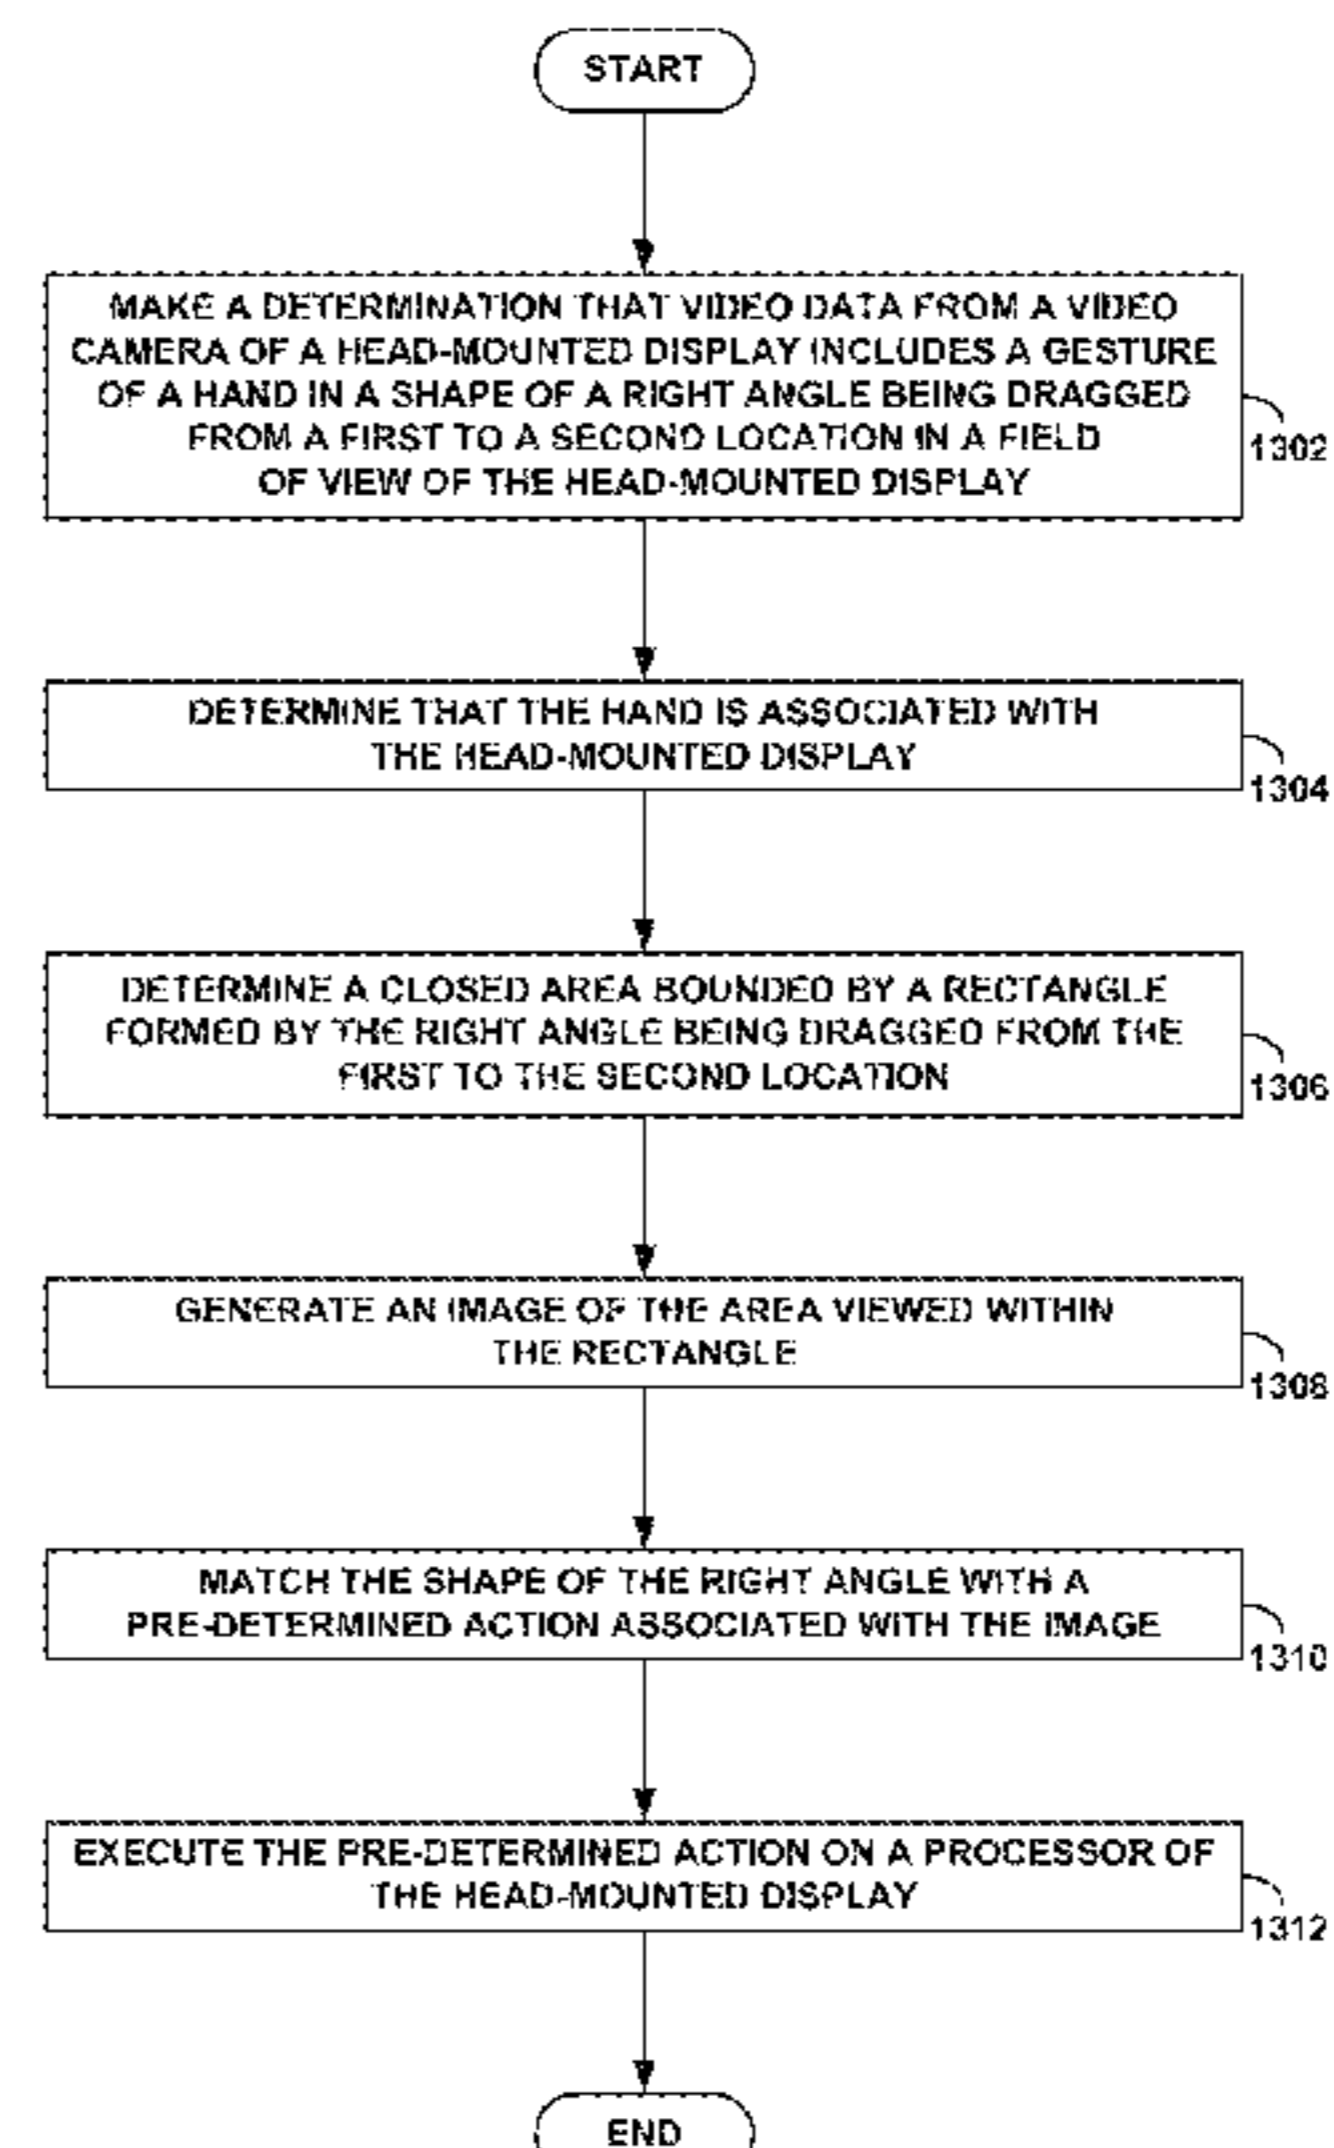 START
MAKE A DETERMINATION THAT VIDEO DATA FROM A VIDEO
CAMERA OF A HEAD-MOUNTED DISPLAY INCLUDES A GESTURE
OF A HAND IN A SHAPE OF A RIGHT ANGLE BEING DRAGGED
FROM A FIRST TO A SECOND LOCATION IN A FIELD
OF VIEW OF THE HEAD-MOUNTED DISPLAY
1302
DETERMINE THAT THE HAND IS ASSOCIATED WITH
THE HEAD-MOUNTED DISPLAY
1304
DETERMINE A CLOSED AREA BOUNDED BY A RECTANGLE
FORMED BY THE RIGHT ANGLE BEING DRAGGED FROM THE
FIRST TO THE SECOND LOCATION
1306
GENERATE AN IMAGE OF THE AREA VIEWED WITHIN
THE RECTANGLE
1308
MATCH THE SHAPE OF THE RIGHT ANGLE WITH A
PRE-DETERMINED ACTION ASSOCIATED WITH THE IMAGE
1310
EXECUTE THE PRE-DETERMINED ACTION ON A PROCESSOR OF
THE HEAD-MOUNTED DISPLAY
1312
END